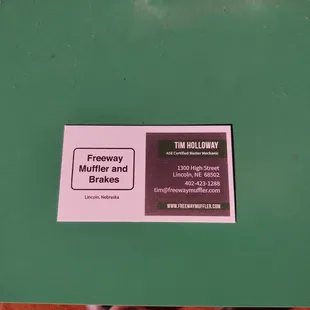 Freeway
Muffler and
Brakes
Lincoln, Nebraska
TIM HOLLOWAY
ASE Certified Master Mechanic
1300 High Street
Lincoln, NE 68502
402-423-1288
tim@freewaymuffler.com
WWW.FREEWAYMUFFLER.COM